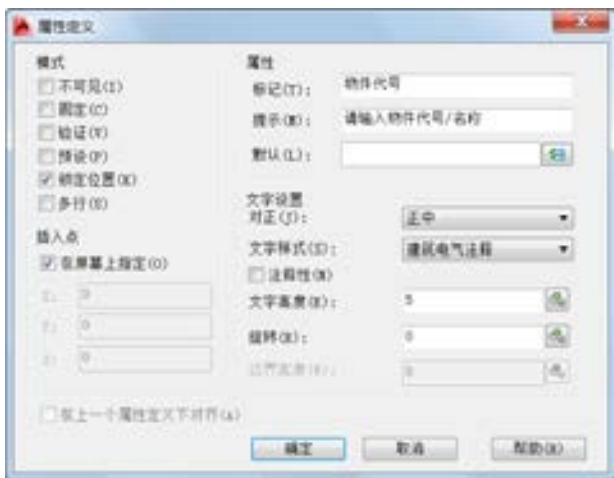 属性定义
模式
不可见(I)
固定(C)
验证(V)
预设(P)
锁定位置(K)
多行(U)
插入点
在屏幕上指定(O)
X: 0
Y: 0
Z: 0
在上一个属性定义下对齐(A)
属性
标记(T): 物件代号
提示(M): 请输入物件代号/名称
默认(L):
文字设置
对正(J): 正中
文字样式(S): 建筑电气注释
注释性(N)
文字高度(E): 5
旋转(R): 0
边界宽度(W): 0
确定
取消
帮助(H)